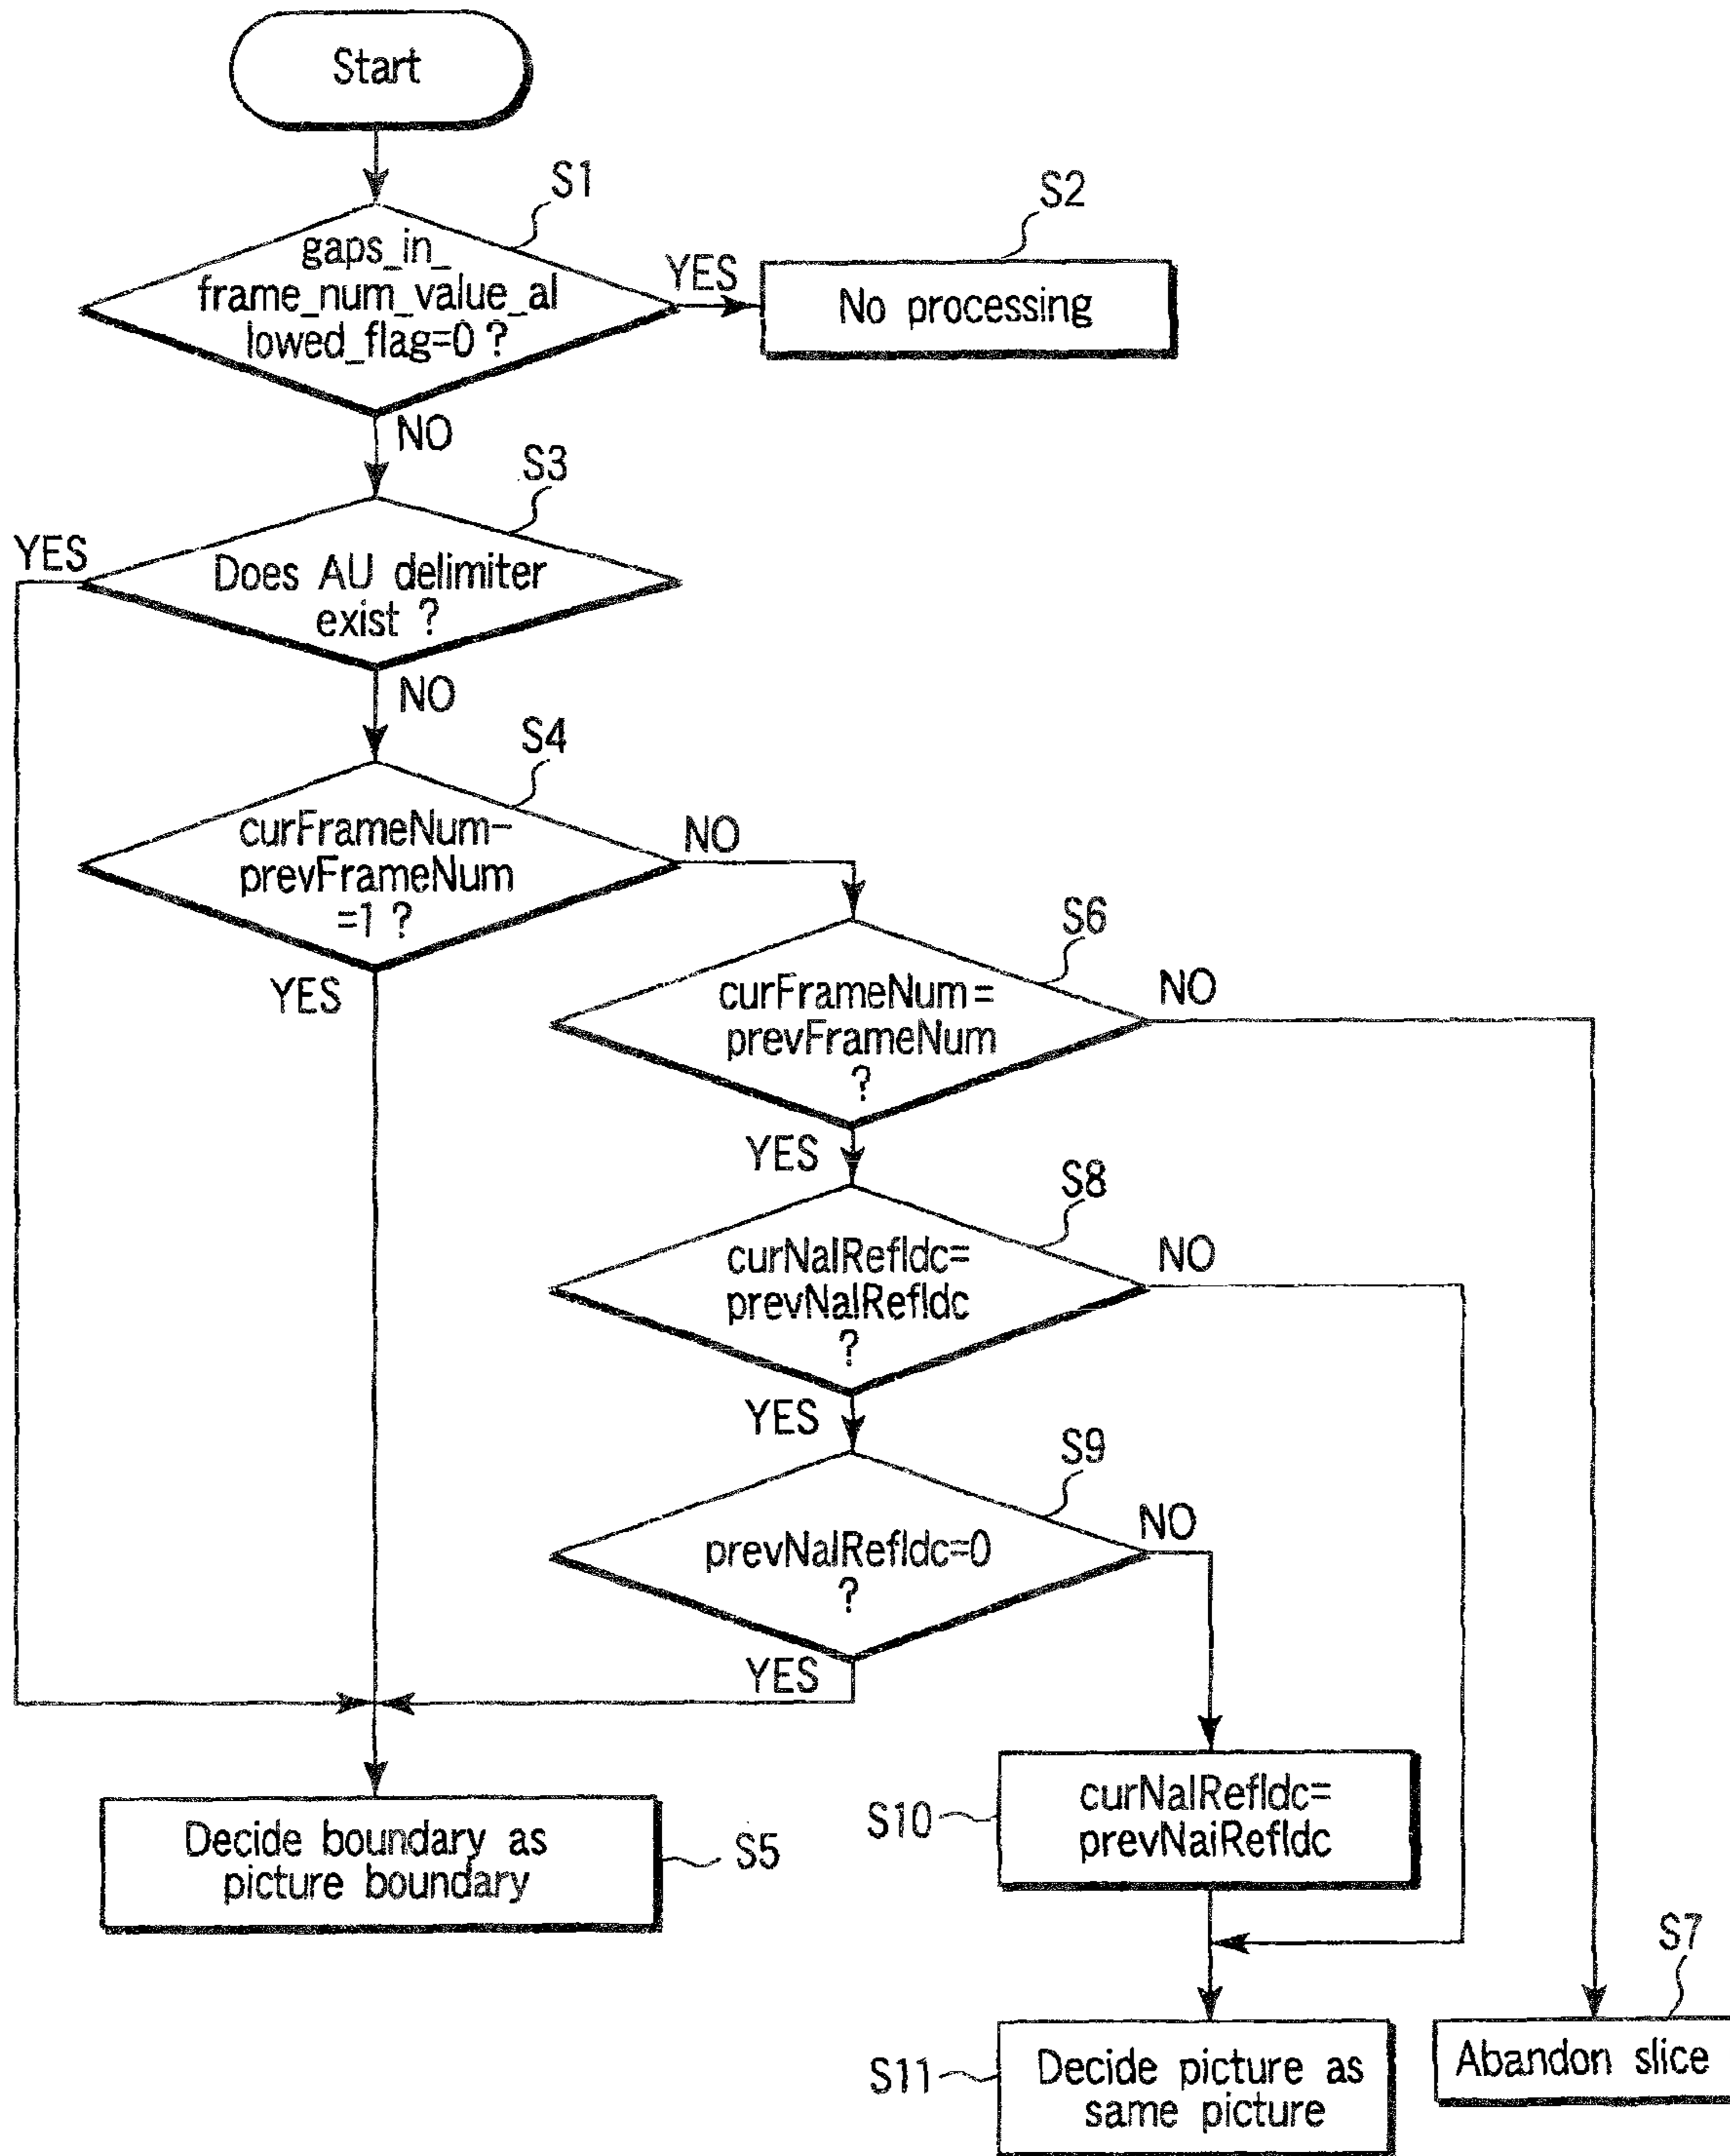 Start
S1
gaps_in_
frame_num_value_al
lowed_flag=0 ?
YES
S2
No processing
NO
S3
YES
Does AU delimiter
exist ?
NO
S4
curFrameNum-
prevFrameNum
=1 ?
NO
YES
S6
curFrameNum=
prevFrameNum
?
NO
YES
S8
curNalRefIdc=
prevNalRefIdc
?
NO
YES
S9
prevNalRefIdc=0
?
NO
YES
Decide boundary as
picture boundary
S5
S10
curNalRefIdc=
prevNaiRefIdc
S7
S11
Decide picture as
same picture
Abandon slice